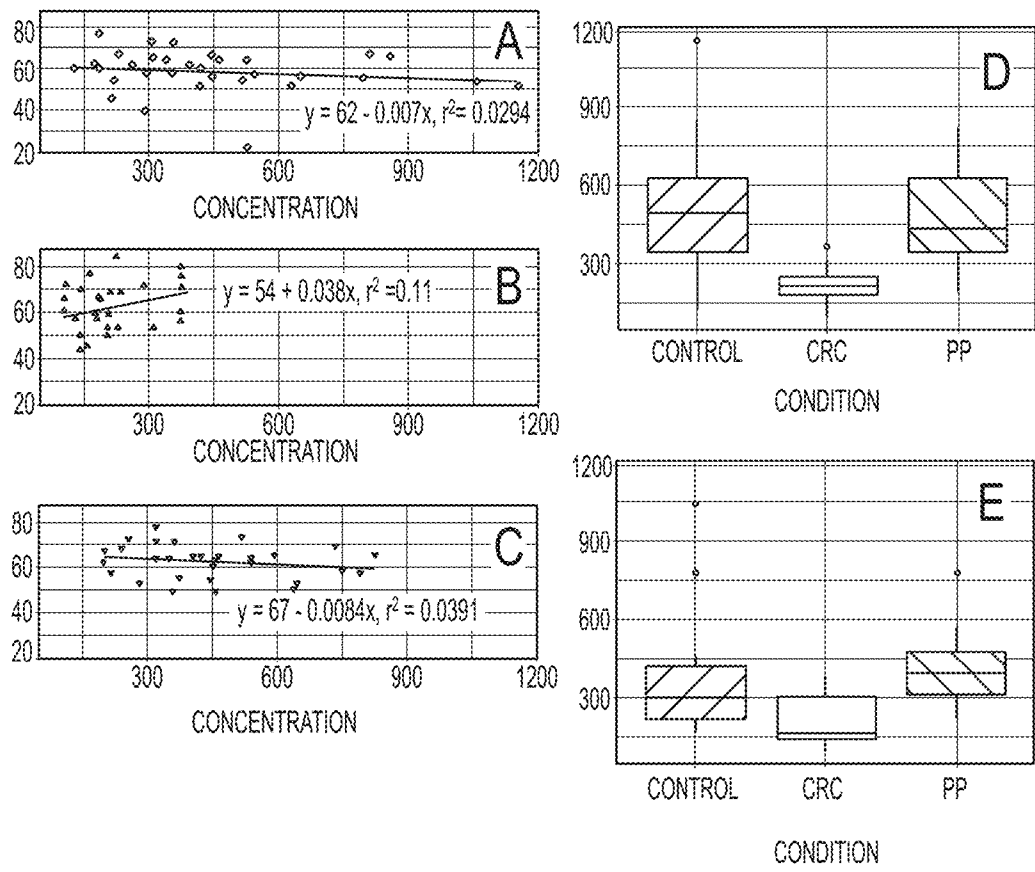 A
80
60
40
20
y = 62 - 0.007x, r² = 0.0294
300 600 900 1200
CONCENTRATION
B
80
60
40
20
y = 54 + 0.038x, r² =0.11
300 600 900 1200
CONCENTRATION
C
80
60
40
20
y = 67 - 0.0084x, r² = 0.0391
300 600 900 1200
CONCENTRATION
D
1200
900
600
300
CONTROL CRC PP
CONDITION
E
1200
900
600
300
CONTROL CRC PP
CONDITION